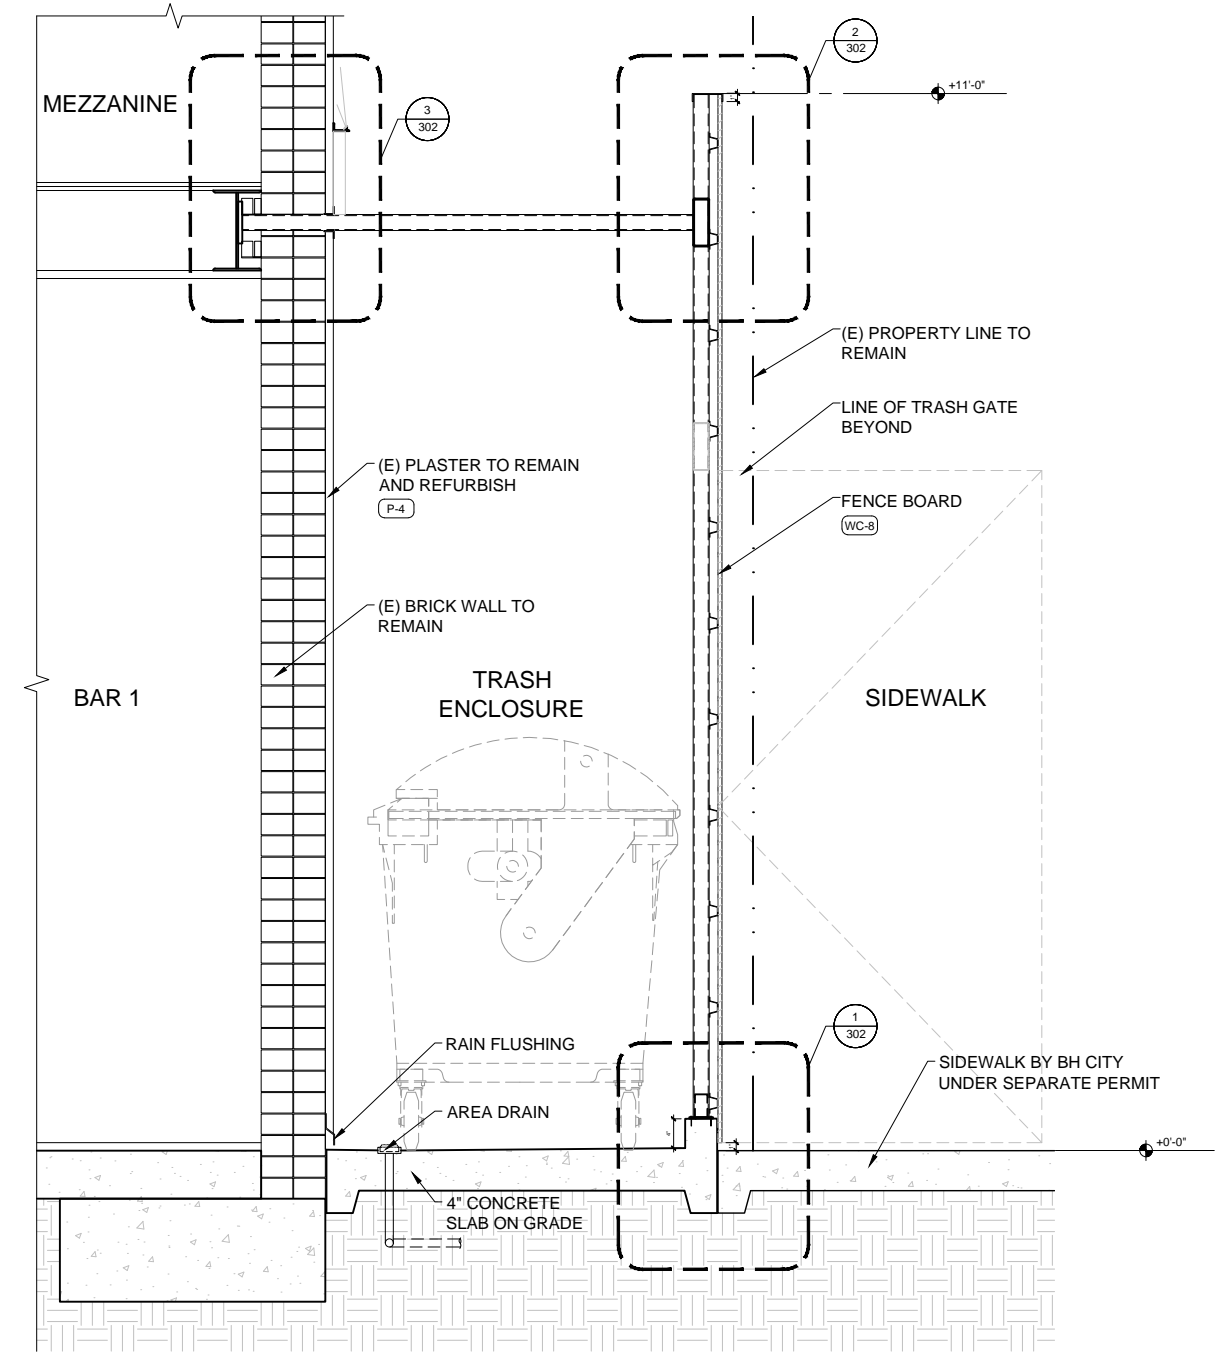 2
302
+11'-0"
MEZZANINE
3
302
(E) PROPERTY LINE TO
REMAIN
LINE OF TRASH GATE
BEYOND
(E) PLASTER TO REMAIN
AND REFURBISH
P-4
FENCE BOARD
WC-8
(E) BRICK WALL TO
REMAIN
BAR 1
TRASH
ENCLOSURE
SIDEWALK
1
302
RAIN FLUSHING
SIDEWALK BY BH CITY
UNDER SEPARATE PERMIT
AREA DRAIN
+0'-0"
4" CONCRETE
SLAB ON GRADE